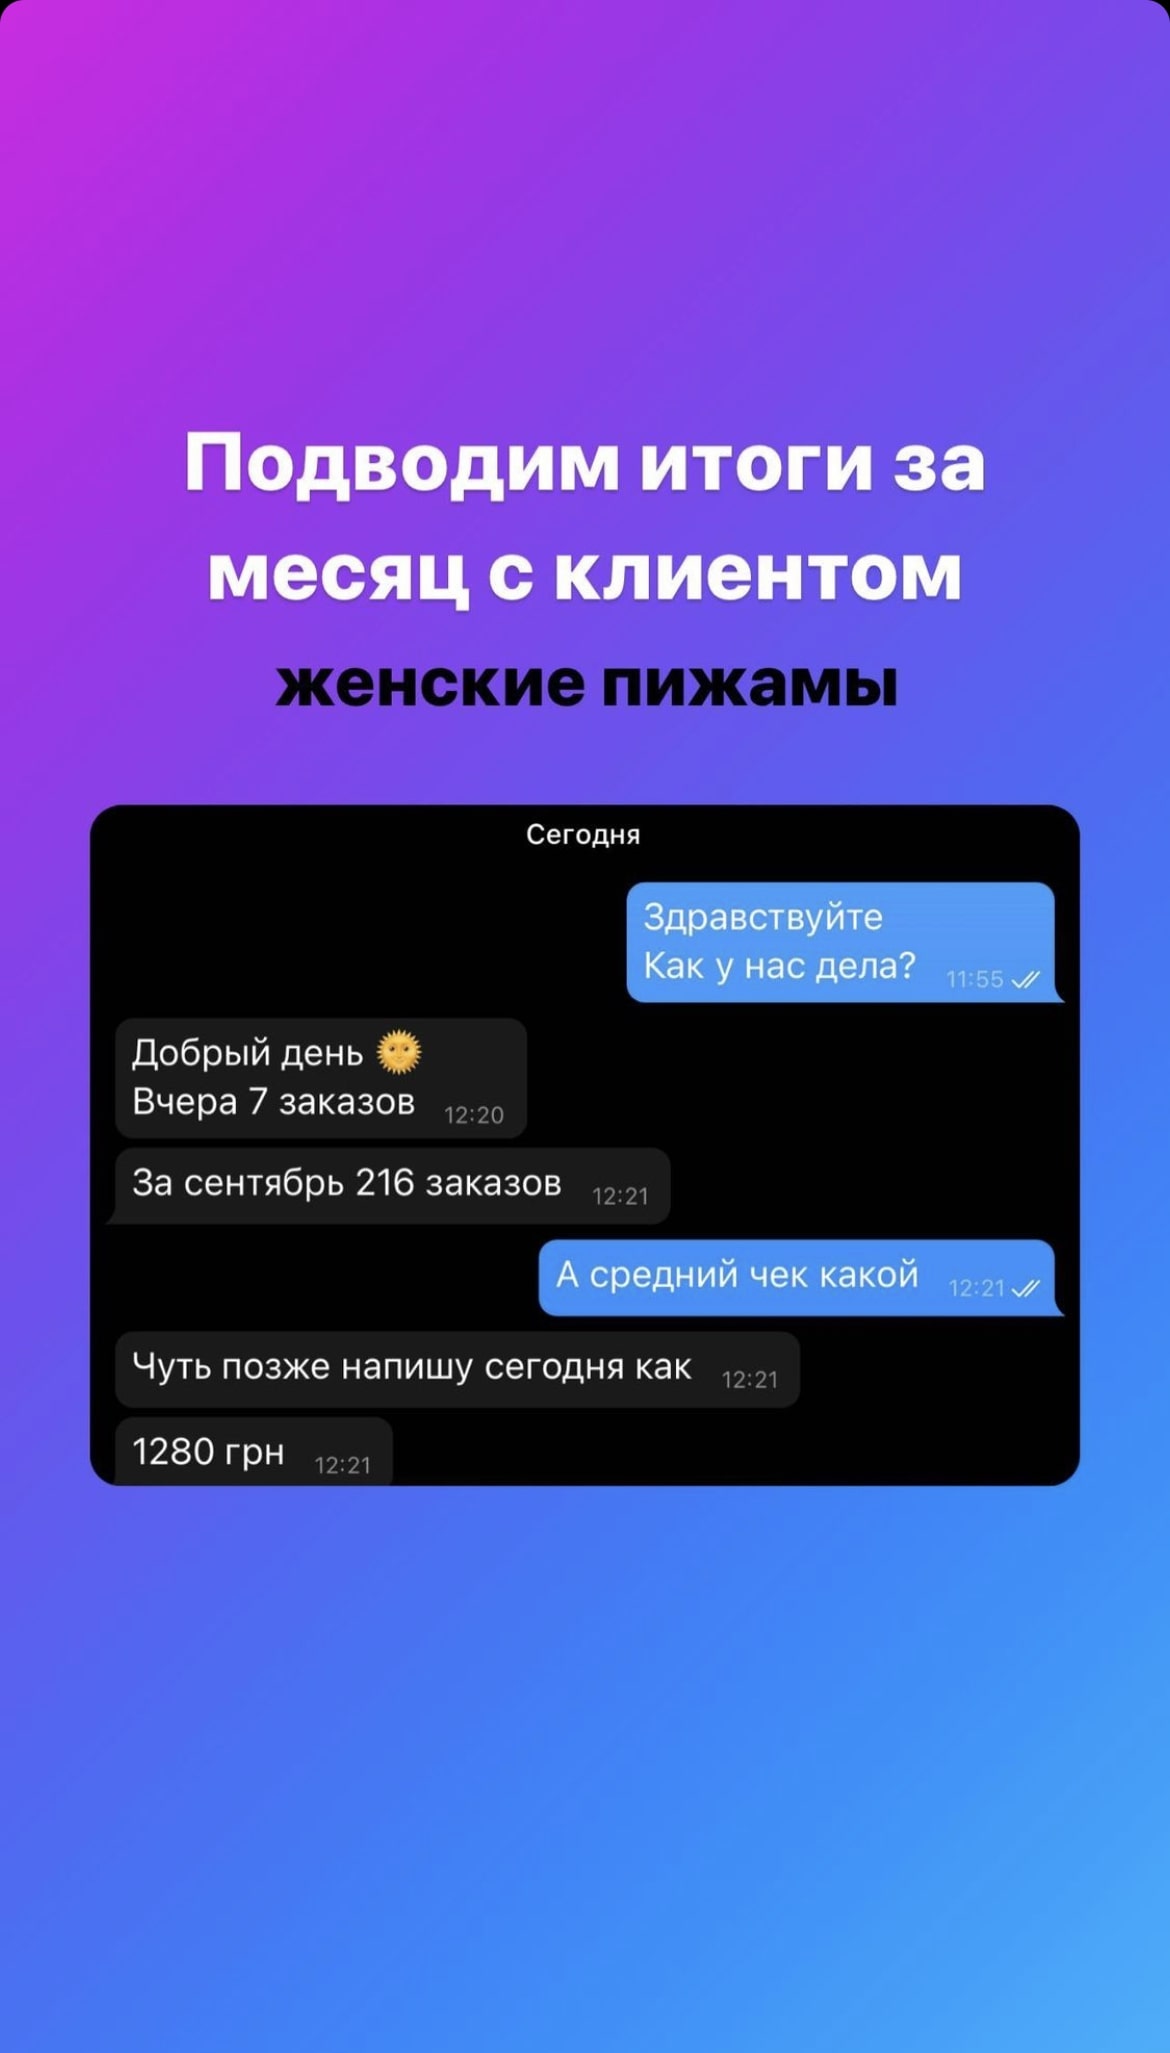 Подводим итоги за
месяц с клиентом
женские пижамы
Сегодня
Здравствуйте
Как у нас дела? 11:55
Добрый день 🌞
Вчера 7 заказов 12:20
За сентябрь 216 заказов 12:21
А средний чек какой 12:21
Чуть позже напишу сегодня как 12:21
1280 грн 12:21